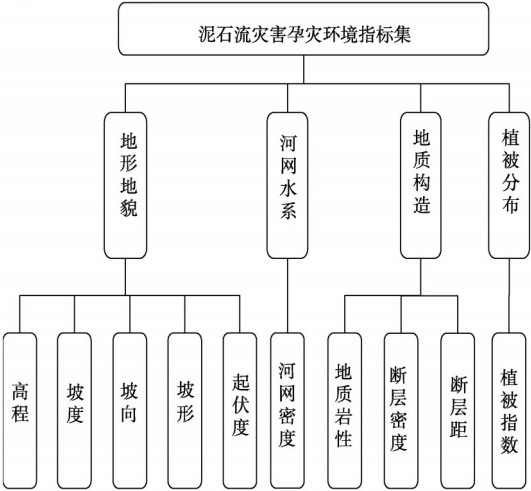 泥石流灾害孕灾环境指标集
地形地貌
河网水系
地质构造
植被分布
高程
坡度
坡向
坡形
起伏度
河网密度
地质岩性
断层密度
断层距
植被指数